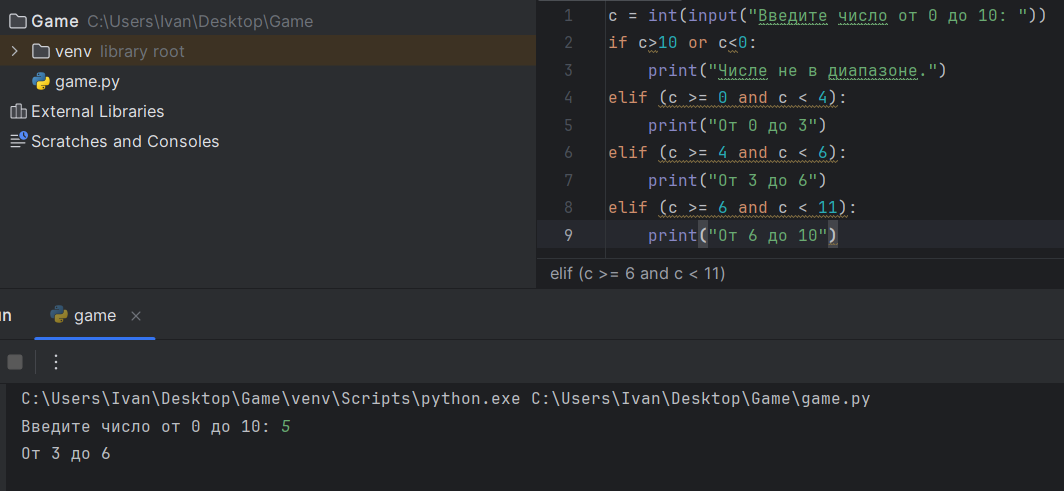 Game C:\Users\Ivan\Desktop\Game
venv library root
game.py
External Libraries
Scratches and Consoles
1 c = int(input("Введите число от 0 до 10: "))
2 if c>10 or c<0:
3 print("Числе не в диапазоне.")
4 elif (c >= 0 and c < 4):
5 print("От 0 до 3")
6 elif (c >= 4 and c < 6):
7 print("От 3 до 6")
8 elif (c >= 6 and c < 11):
9 print("От 6 до 10")
elif (c >= 6 and c < 11)
game
C:\Users\Ivan\Desktop\Game\venv\Scripts\python.exe C:\Users\Ivan\Desktop\Game\game.py
Введите число от 0 до 10: 5
От 3 до 6